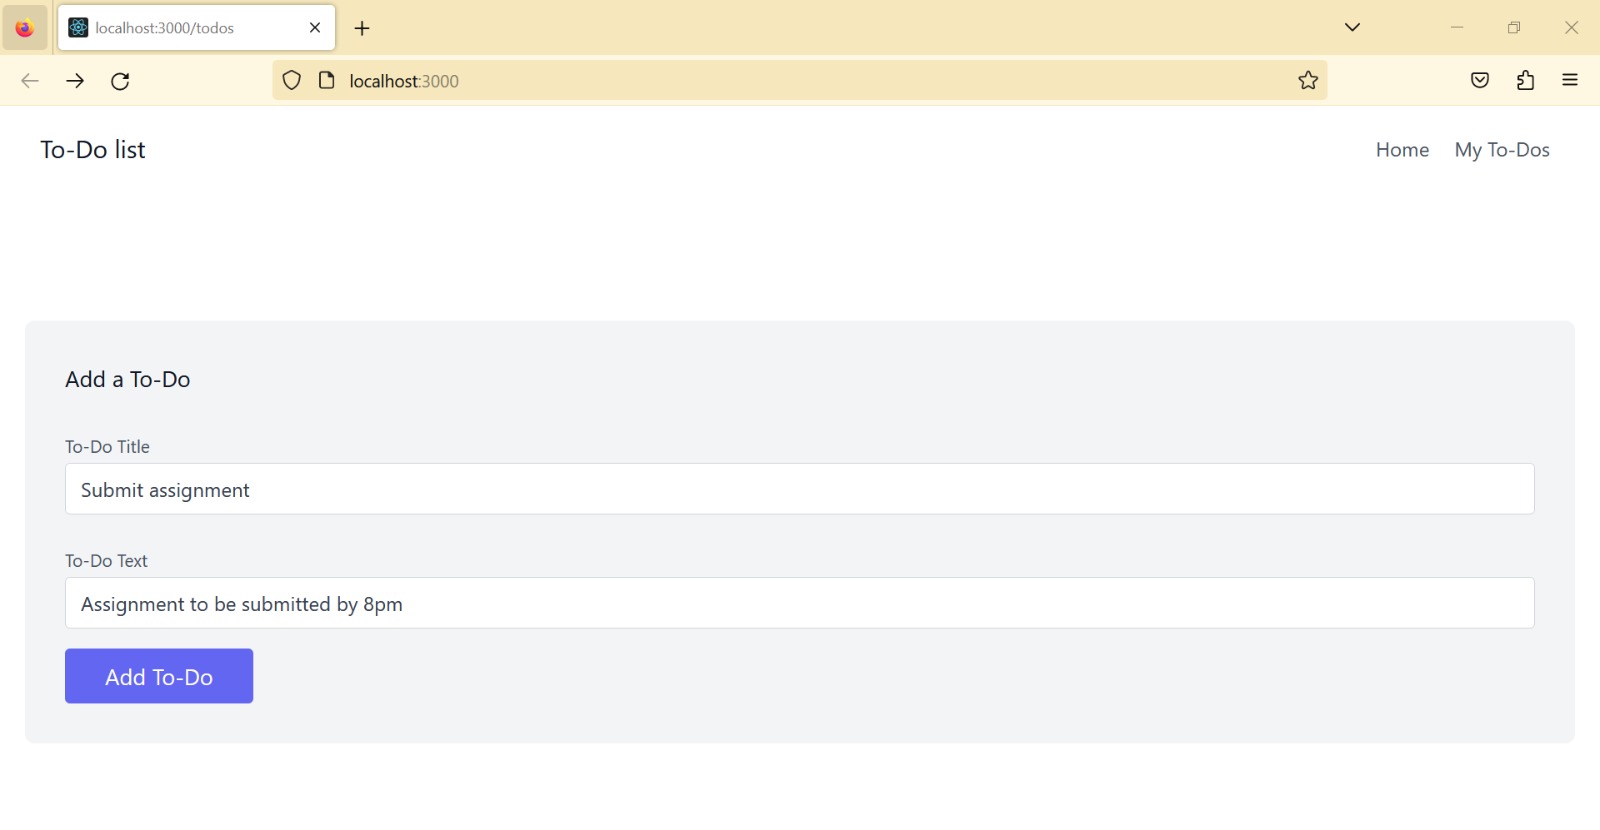 localhost:3000/todos
localhost:3000
To-Do list
Home
My To-Dos
Add a To-Do
To-Do Title
Submit assignment
To-Do Text
Assignment to be submitted by 8pm
Add To-Do